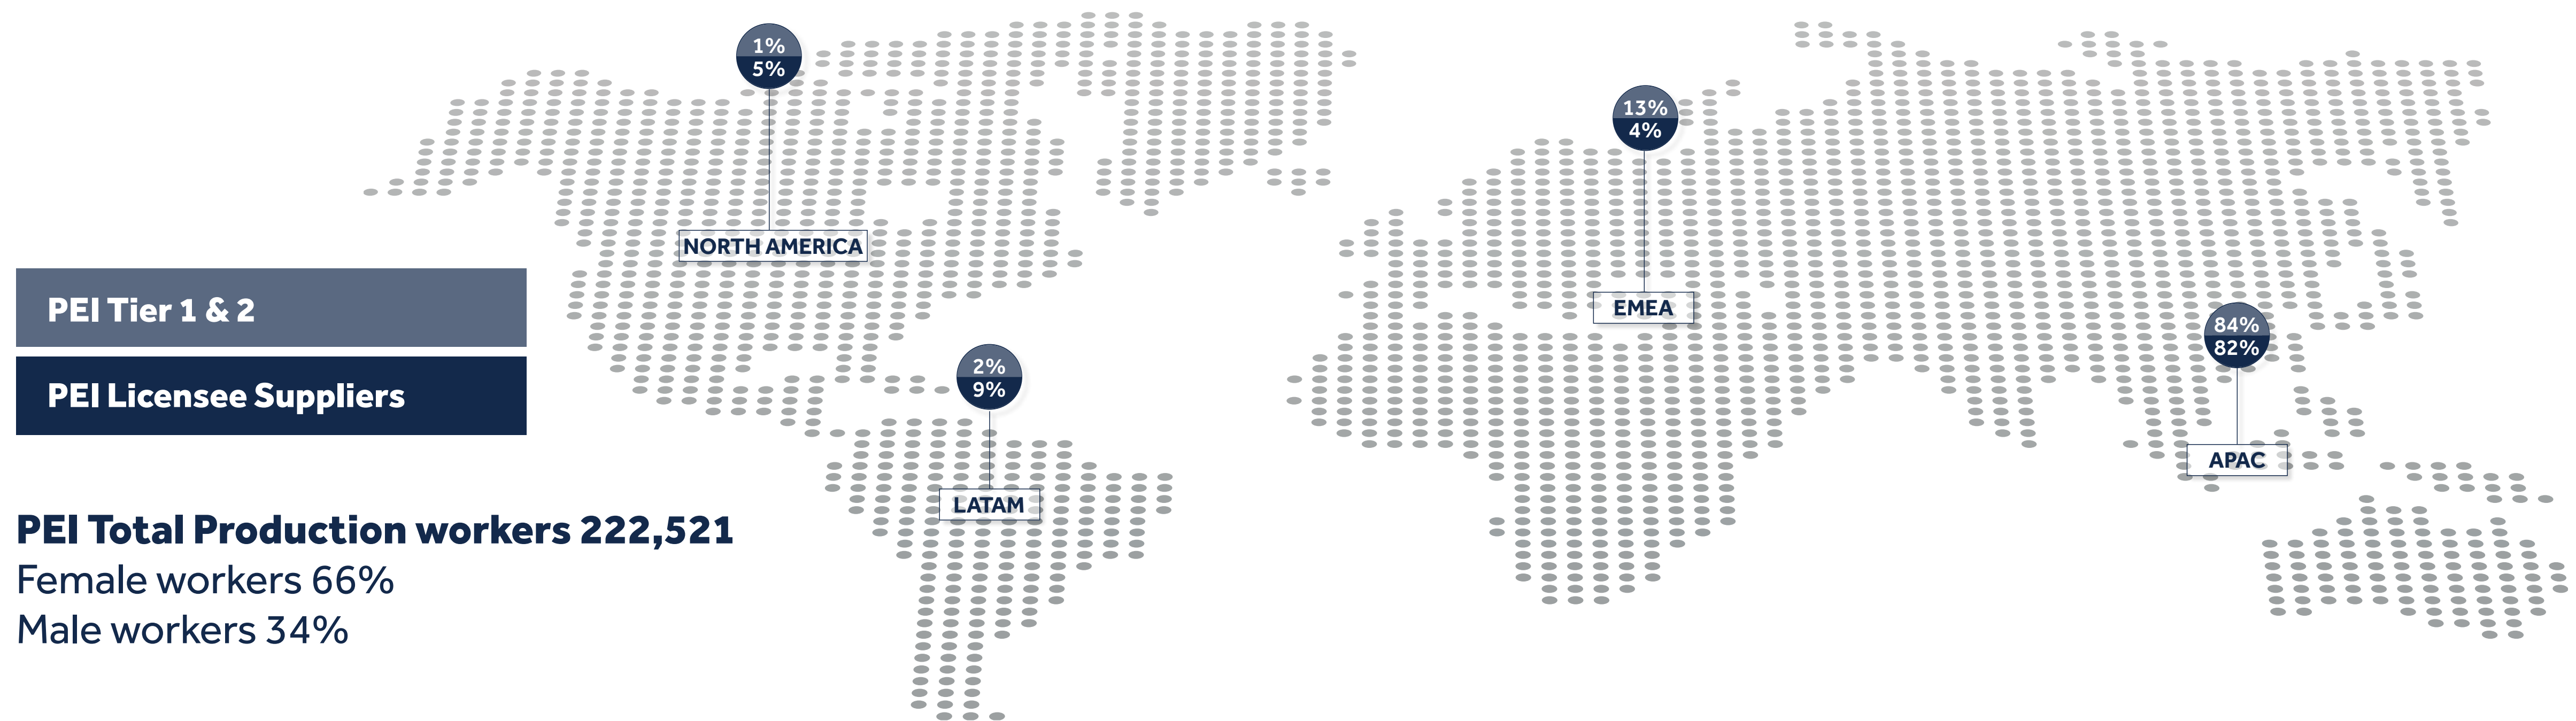 1%
5%
NORTH AMERICA
13%
4%
EMEA
PEI Tier 1 & 2
PEI Licensee Suppliers
2%
9%
LATAM
84%
82%
APAC
PEI Total Production workers 222,521
Female workers 66%
Male workers 34%